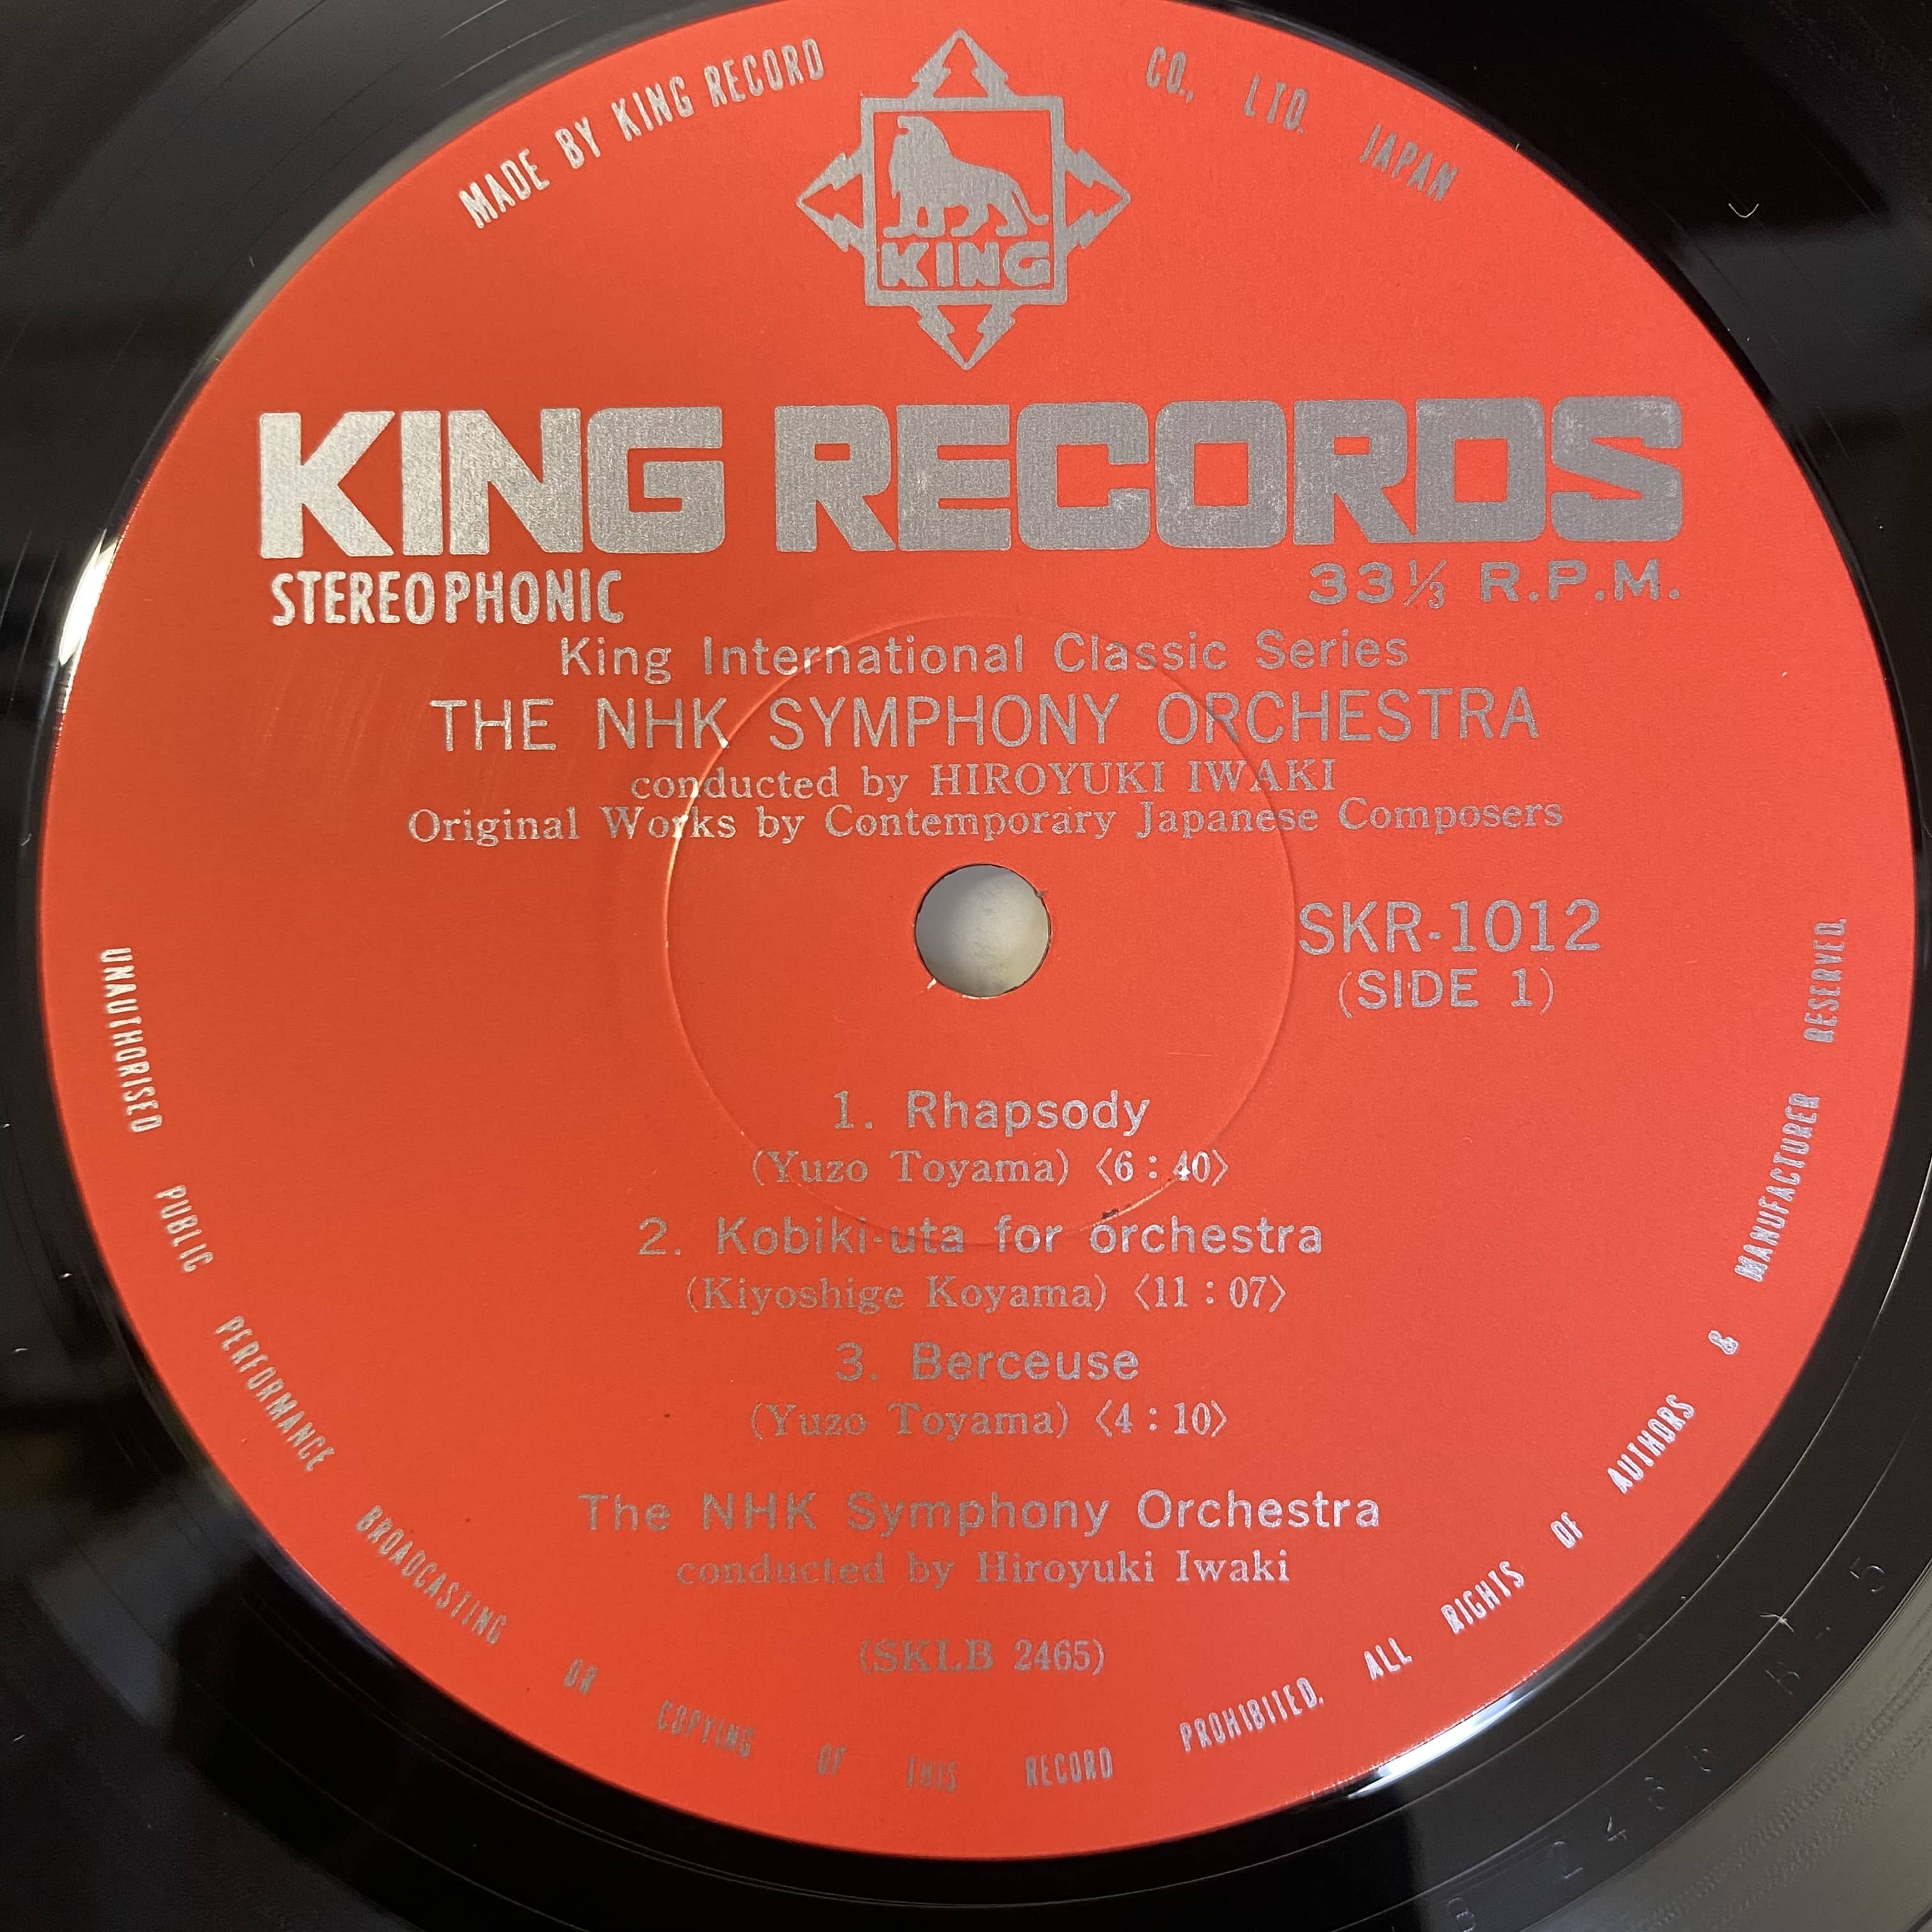 MADE BY KING RECORD CO., LTD. JAPAN
KING
KING RECORDS
STEREOPHONIC
33⅓ R.P.M.
King International Classic Series
THE NHK SYMPHONY ORCHESTRA
conducted by HIROYUKI IWAKI
Original Works by Contemporary Japanese Composers
SKR-1012
(SIDE 1)
1. Rhapsody
(Yuzo Toyama) 〈6:40〉
2. Kobiki-uta for orchestra
(Kiyoshige Koyama) 〈11:07〉
3. Berceuse
(Yuzo Toyama) 〈4:10〉
The NHK Symphony Orchestra
conducted by Hiroyuki Iwaki
(SKLB 2465)
UNAUTHORISED PUBLIC PERFORMANCE BROADCASTING OR COPYING OF THIS RECORD PROHIBITED. ALL RIGHTS OF AUTHORS & MANUFACTURER RESERVED.